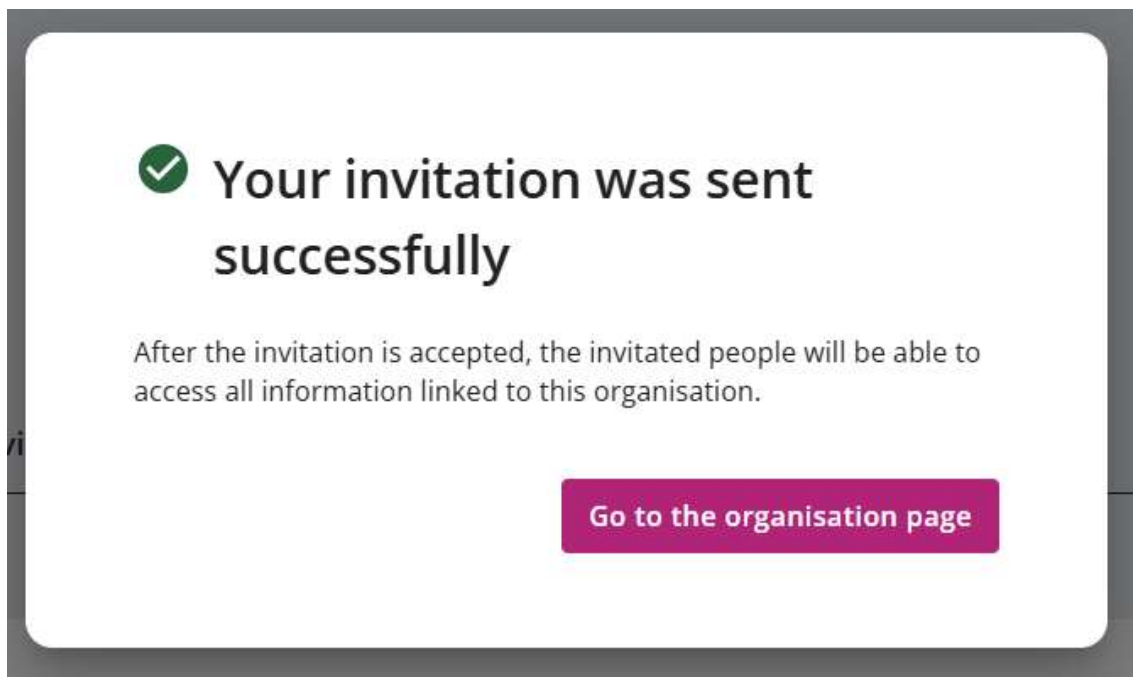 Your invitation was sent
successfully
After the invitation is accepted, the invitated people will be able to
access all information linked to this organisation.
vi
Go to the organisation page